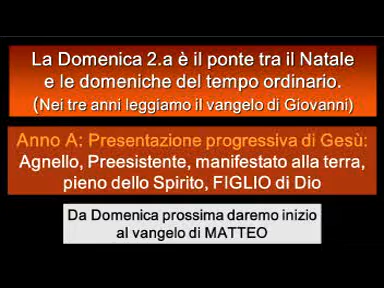 La Domenica 2.a è il ponte tra il Natale
e le domeniche del tempo ordinario.
(Nei tre anni leggiamo il vangelo di Giovanni)
Anno A: Presentazione progressiva di Gesù:
Agnello, Preesistente, manifestato alla terra,
pieno dello Spirito, FIGLIO di Dio
Da Domenica prossima daremo inizio
al vangelo di MATTEO